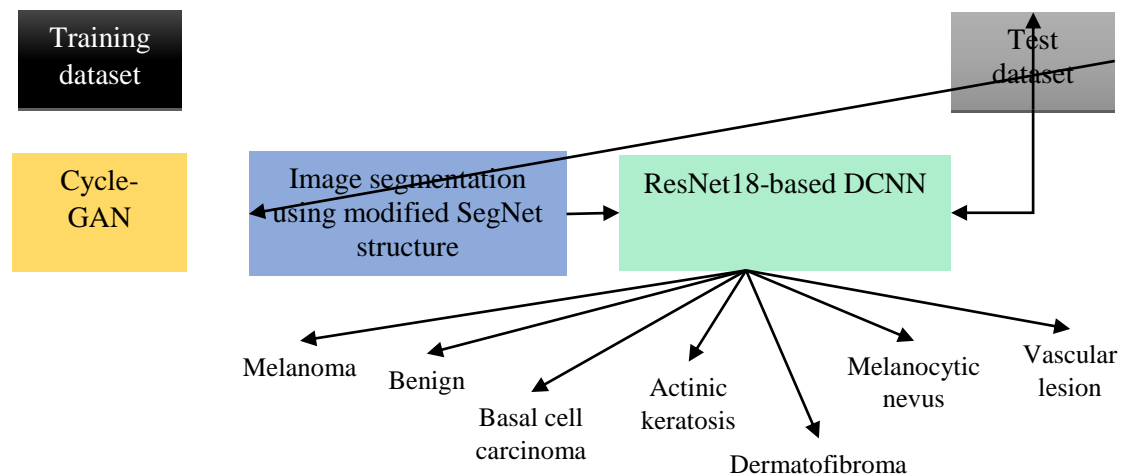 Training
dataset
Test
dataset
Cycle-
GAN
Image segmentation
using modified SegNet
structure
ResNet18-based DCNN
Melanoma
Benign
Basal cell
carcinoma
Actinic
keratosis
Dermatofibroma
Melanocytic
nevus
Vascular
lesion